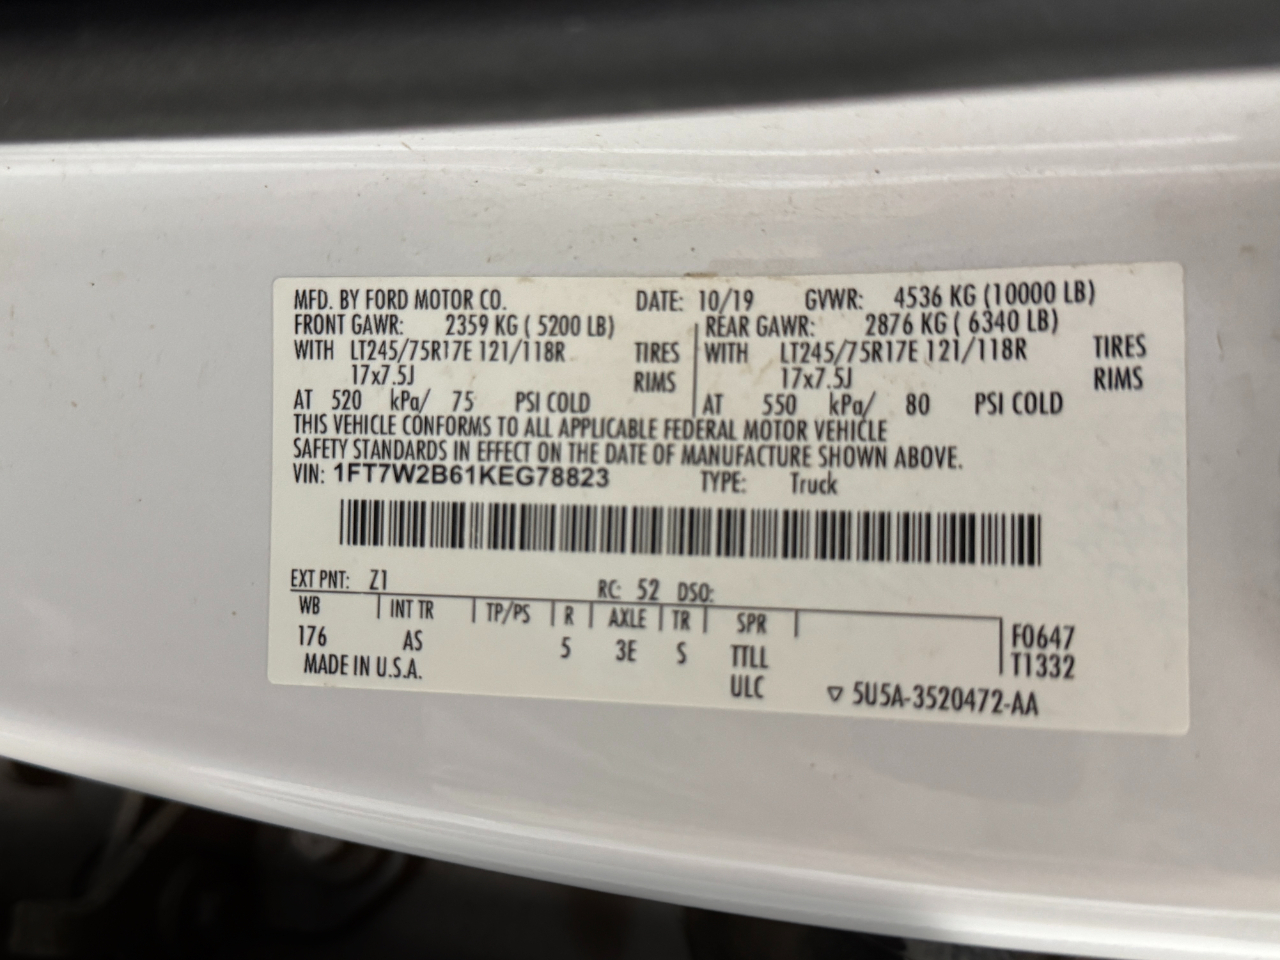 MFD. BY FORD MOTOR CO. DATE: 10/19 GVWR: 4536 KG (10000 LB)
FRONT GAWR: 2359 KG ( 5200 LB) REAR GAWR: 2876 KG ( 6340 LB)
WITH LT245/75R17E 121/118R TIRES WITH LT245/75R17E 121/118R TIRES
17x7.5J RIMS 17x7.5J RIMS
AT 520 kPa/ 75 PSI COLD AT 550 kPa/ 80 PSI COLD
THIS VEHICLE CONFORMS TO ALL APPLICABLE FEDERAL MOTOR VEHICLE
SAFETY STANDARDS IN EFFECT ON THE DATE OF MANUFACTURE SHOWN ABOVE.
VIN: 1FT7W2B61KEG78823 TYPE: Truck
EXT PNT: Z1 RC: 52 DSO:
WB INT TR TP/PS R AXLE TR SPR F0647
176 AS 5 3E S TTLL T1332
MADE IN U.S.A. ULC ▽ 5U5A-3520472-AA